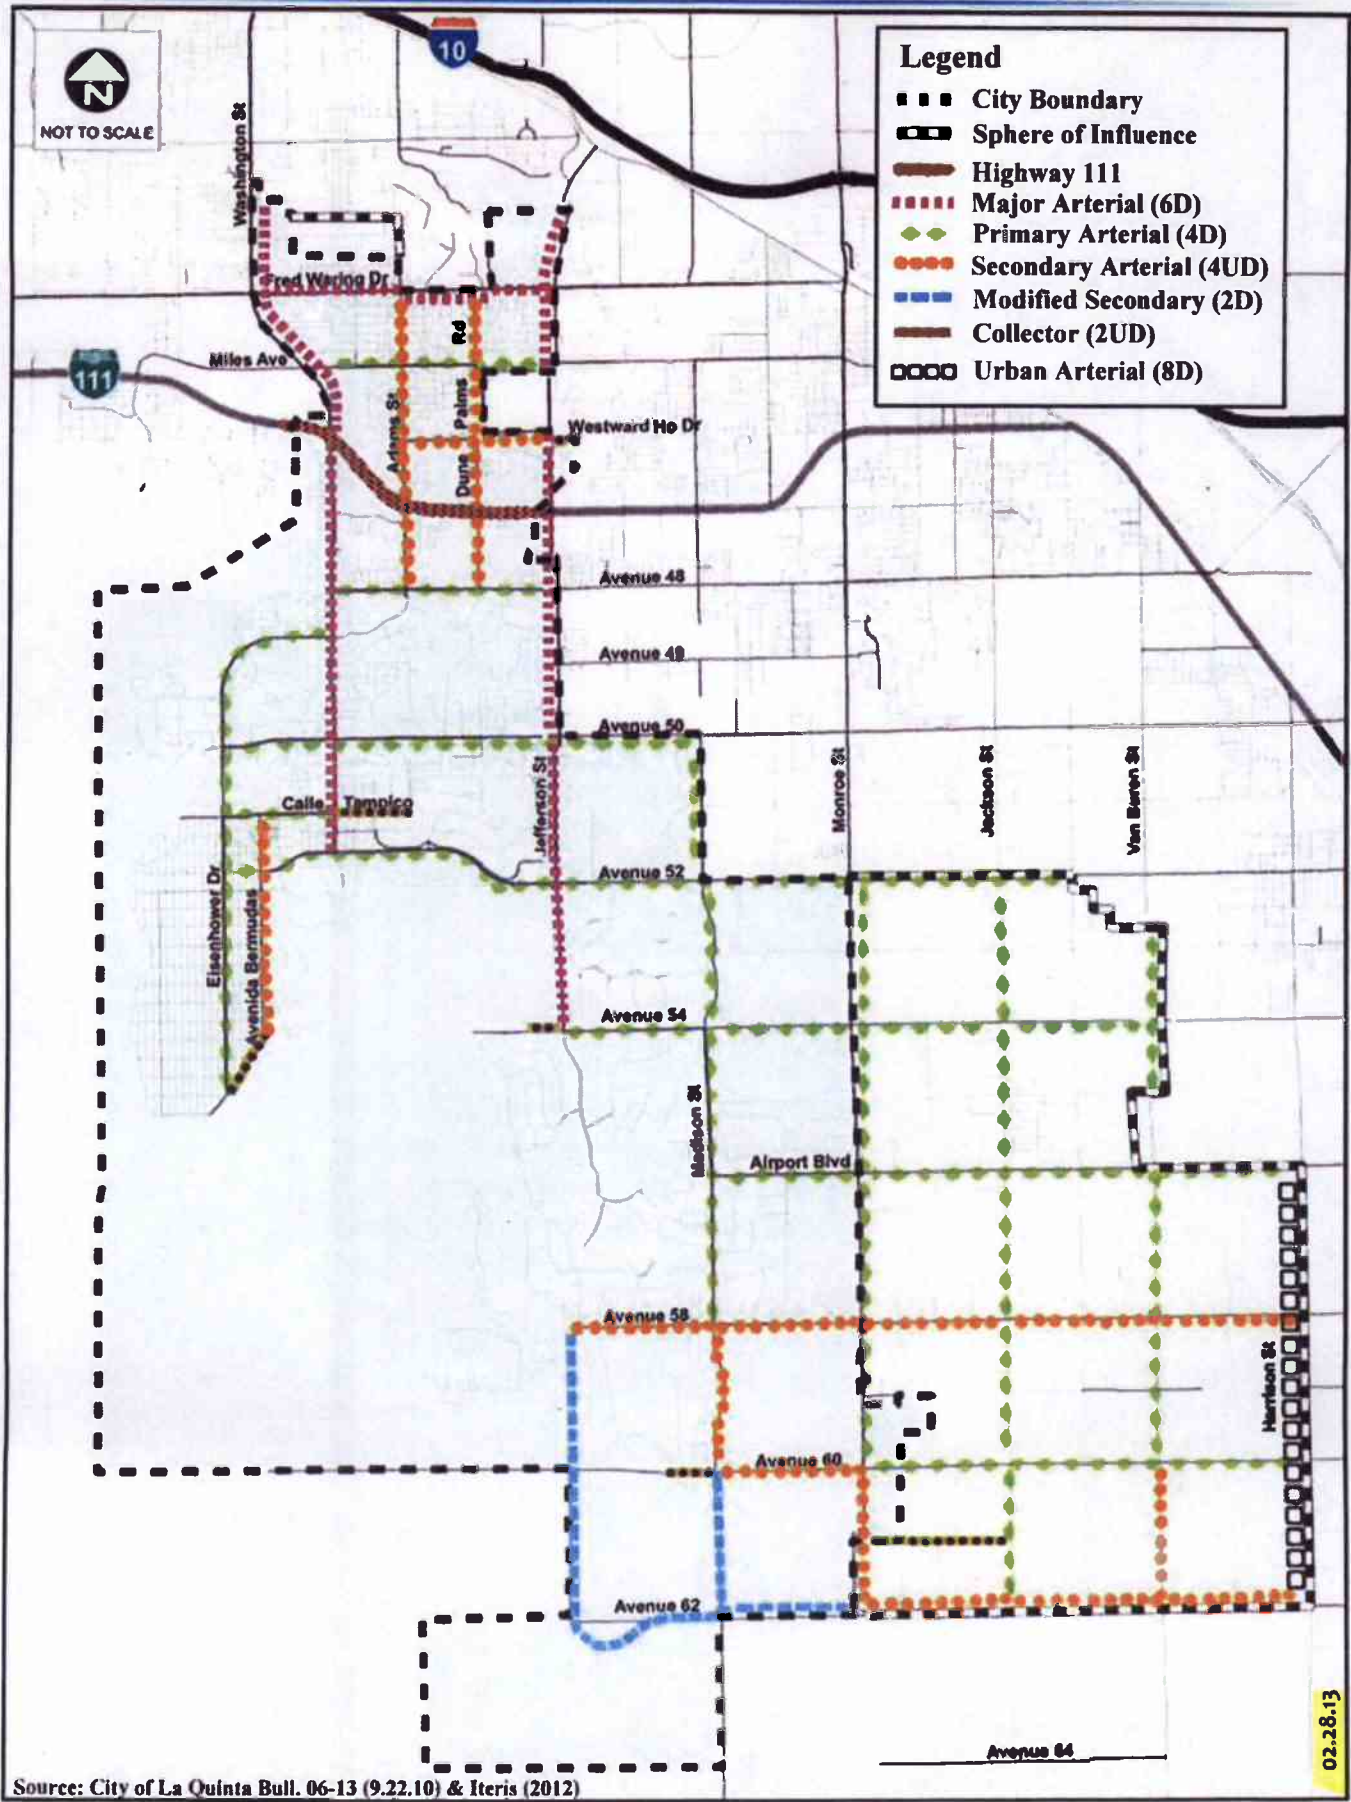 10
N
NOT TO SCALE
Legend
City Boundary
Sphere of Influence
Highway 111
Major Arterial (6D)
Primary Arterial (4D)
Secondary Arterial (4UD)
Modified Secondary (2D)
Collector (2UD)
Urban Arterial (8D)
Washington St
Fred Waring Dr
Rd
Miles Ave
111
Adams St
Palms
Dune
Westward Ho Dr
Avenue 48
Avenue 49
Avenue 50
Jefferson St
Monroe St
Jackson St
Van Buren St
Calle Tampico
Avenue 52
Eisenhower Dr
Avenida Bermudas
Avenue 54
Madison St
Airport Blvd
Avenue 58
Harrison St
Avenue 60
Avenue 62
Avenue 64
02.28.13
Source: City of La Quinta Bull. 06-13 (9.22.10) & Iteris (2012)